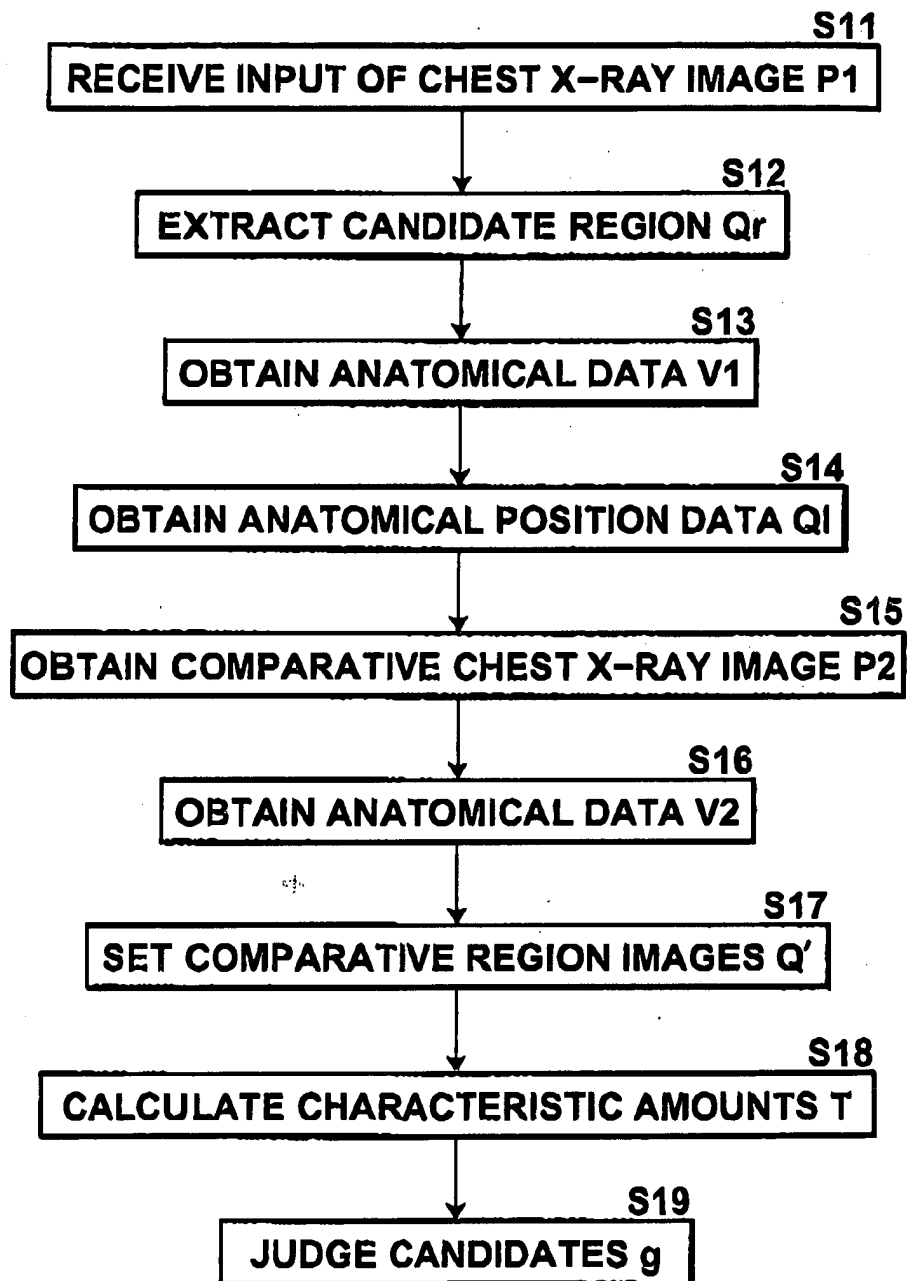 S11
RECEIVE INPUT OF CHEST X-RAY IMAGE P1
S12
EXTRACT CANDIDATE REGION Qr
S13
OBTAIN ANATOMICAL DATA V1
S14
OBTAIN ANATOMICAL POSITION DATA Ql
S15
OBTAIN COMPARATIVE CHEST X-RAY IMAGE P2
S16
OBTAIN ANATOMICAL DATA V2
S17
SET COMPARATIVE REGION IMAGES Q'
S18
CALCULATE CHARACTERISTIC AMOUNTS T
S19
JUDGE CANDIDATES g